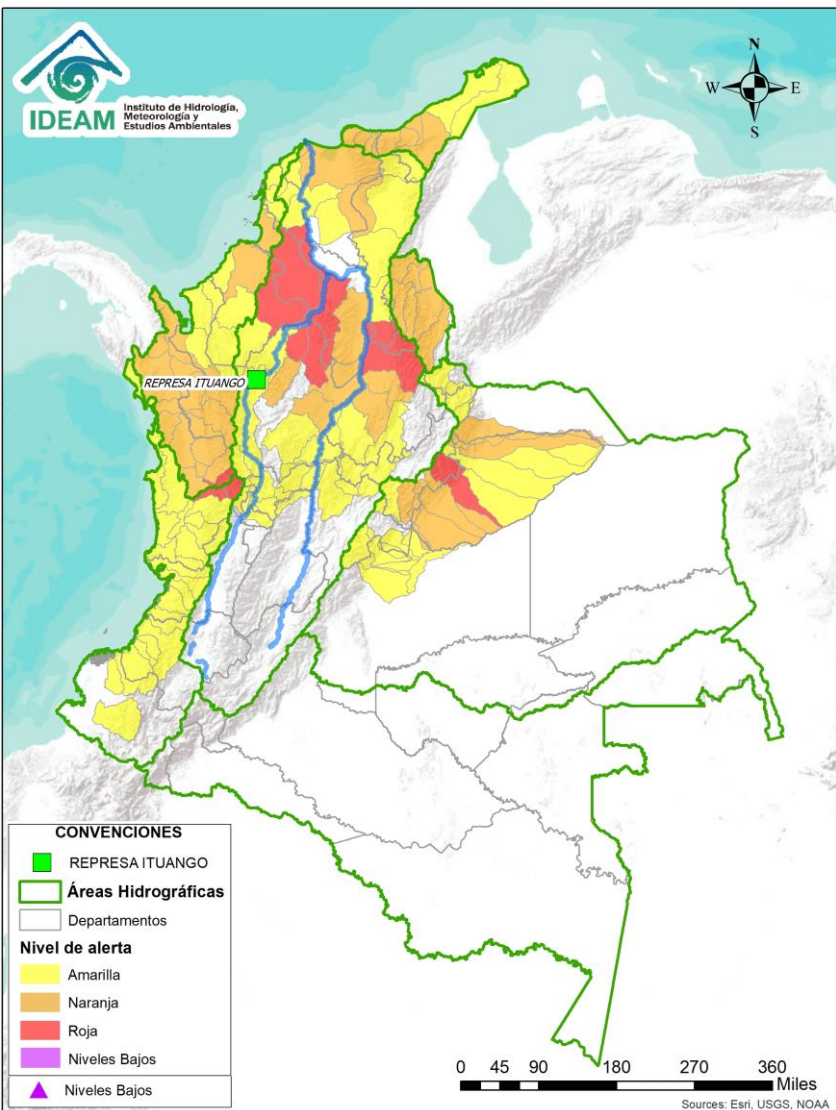 IDEAM
Instituto de Hidrología,
Meteorología y
Estudios Ambientales
N
W
E
S
REPRESA ITUANGO
CONVENCIONES
REPRESA ITUANGO
Áreas Hidrográficas
Departamentos
Nivel de alerta
Amarilla
Naranja
Roja
Niveles Bajos
Niveles Bajos
0 45 90 180 270 360
Miles
Sources: Esri, USGS, NOAA